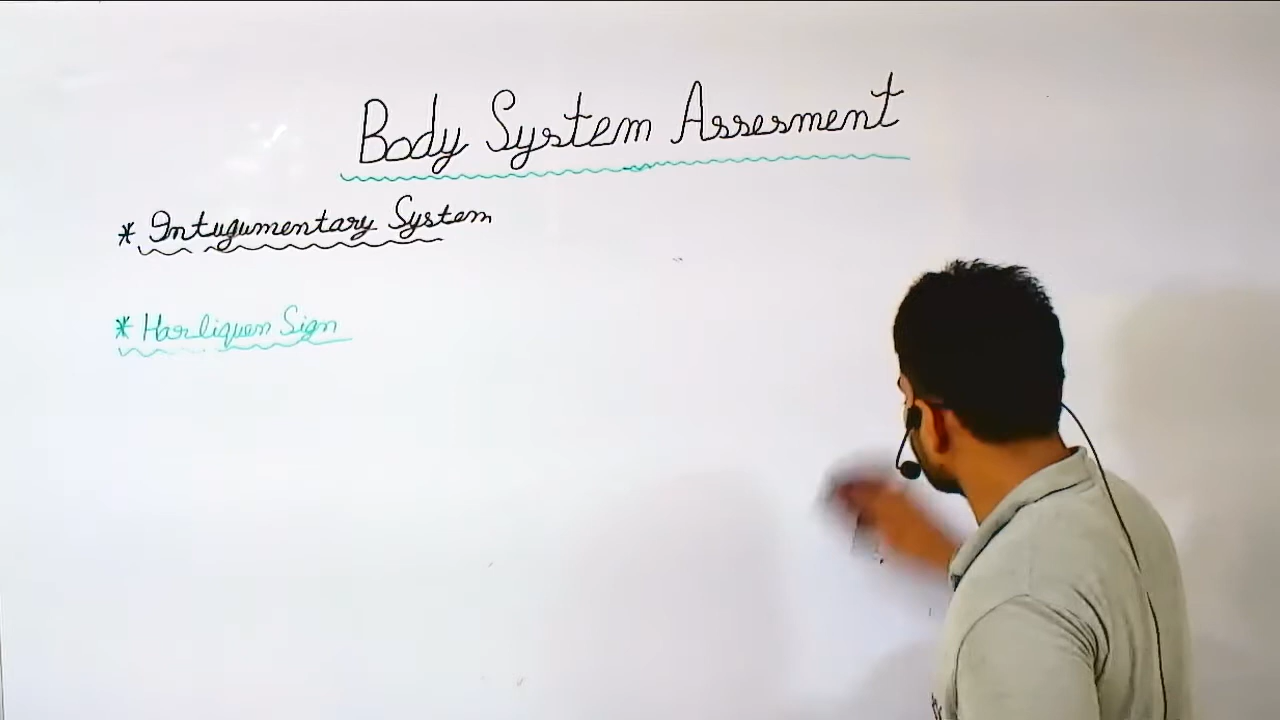 Body System Assesment
* Intugumentary System
* Harliquen Sign